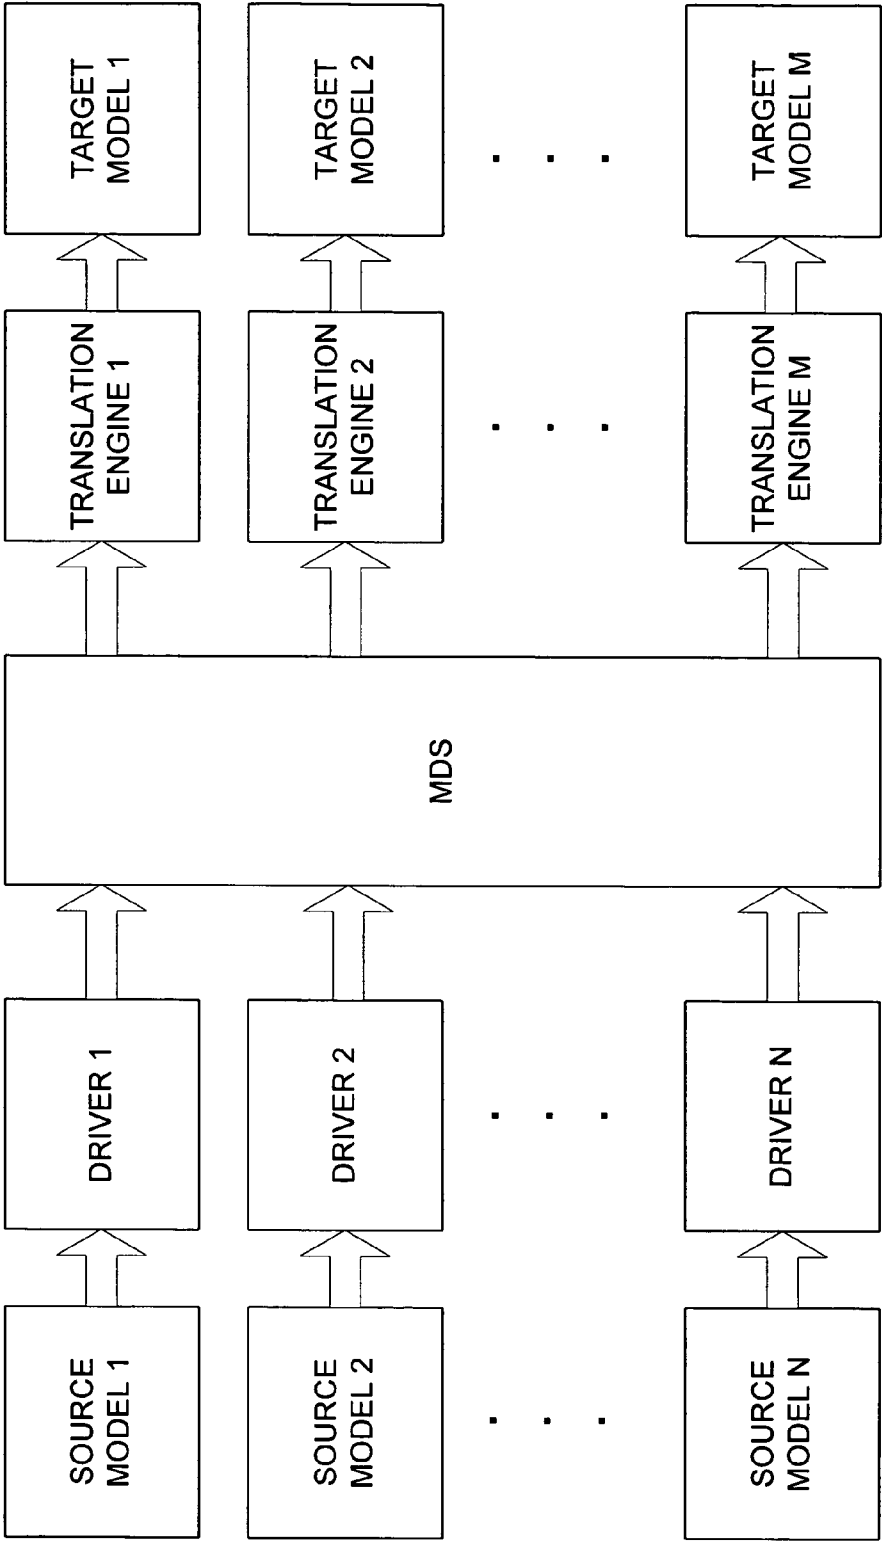 SOURCE
MODEL 1
DRIVER 1
MDS
TRANSLATION
ENGINE 1
TARGET
MODEL 1
SOURCE
MODEL 2
DRIVER 2
TRANSLATION
ENGINE 2
TARGET
MODEL 2
SOURCE
MODEL N
DRIVER N
TRANSLATION
ENGINE M
TARGET
MODEL M